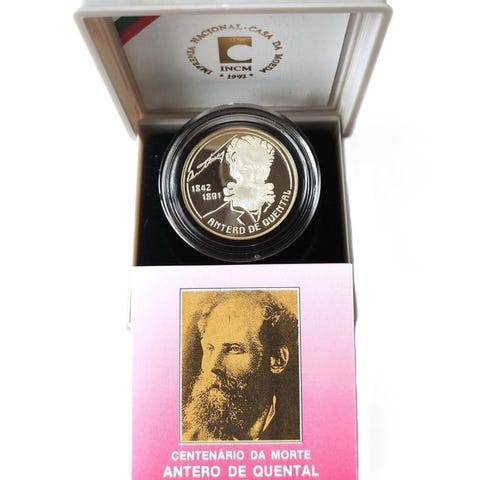 IMPRENSA NACIONAL · CASA DA MOEDA
C
INCM
· 1992 ·
1842
1891
ANTERO DE QUENTAL
CENTENÁRIO DA MORTE
ANTERO DE QUENTAL